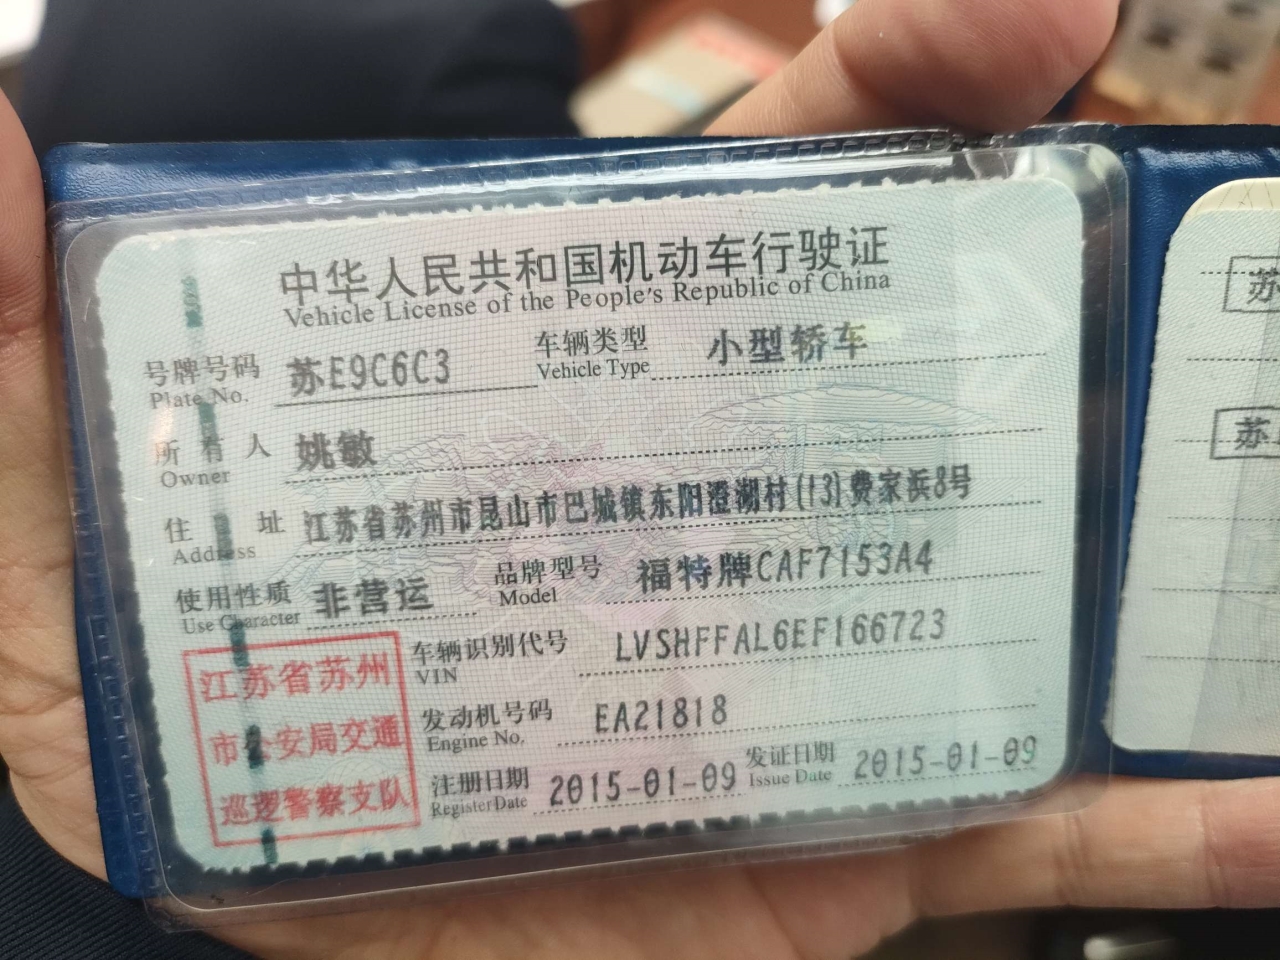 中华人民共和国机动车行驶证
Vehicle License of the People's Republic of China
号牌号码 苏E9C6C3 车辆类型 小型轿车
Plate No. Vehicle Type
所有人 姚敏
Owner
住址 江苏省苏州市昆山市巴城镇东阳澄湖村(13)费家浜8号
Address
使用性质 非营运 品牌型号 福特牌CAF7153A4
Use Character Model
车辆识别代号 LVSHFFAL6EF166723
VIN
发动机号码 EA21818
Engine No.
注册日期 2015-01-09 发证日期 2015-01-09
Register Date Issue Date
江苏省苏州
市公安局交通
巡逻警察支队
苏
苏